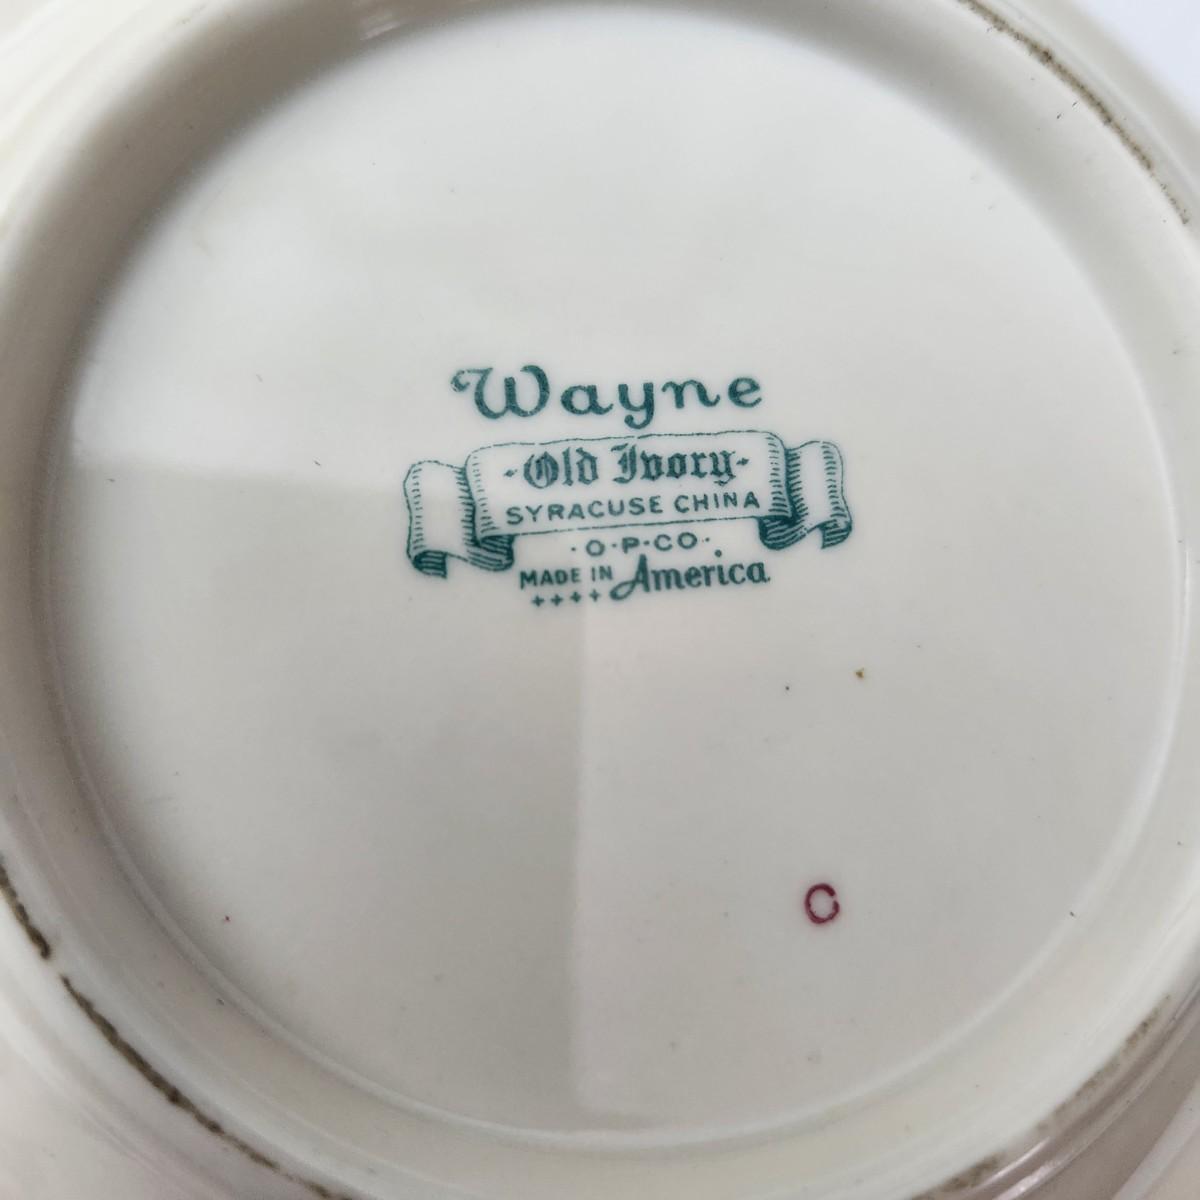 Wayne
·Old Ivory·
SYRACUSE CHINA
·O·P·CO·
MADE IN America
++++
C